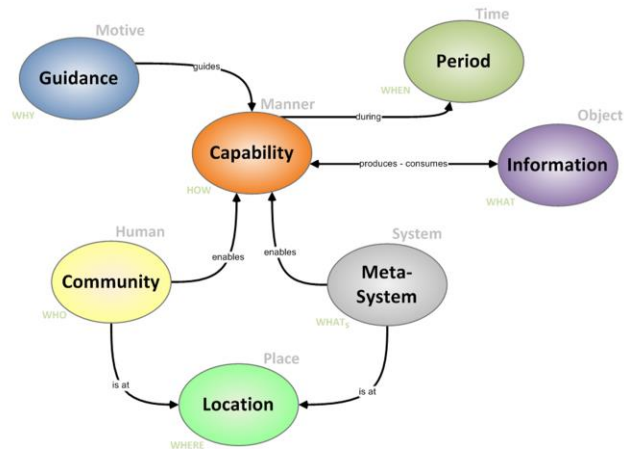 Motive
Guidance
WHY
guides
Time
Period
WHEN
during
Manner
Capability
HOW
Object
Information
WHAT
produces - consumes
Human
Community
WHO
enables
System
Meta-
System
WHATs
enables
is at
is at
Place
Location
WHERE